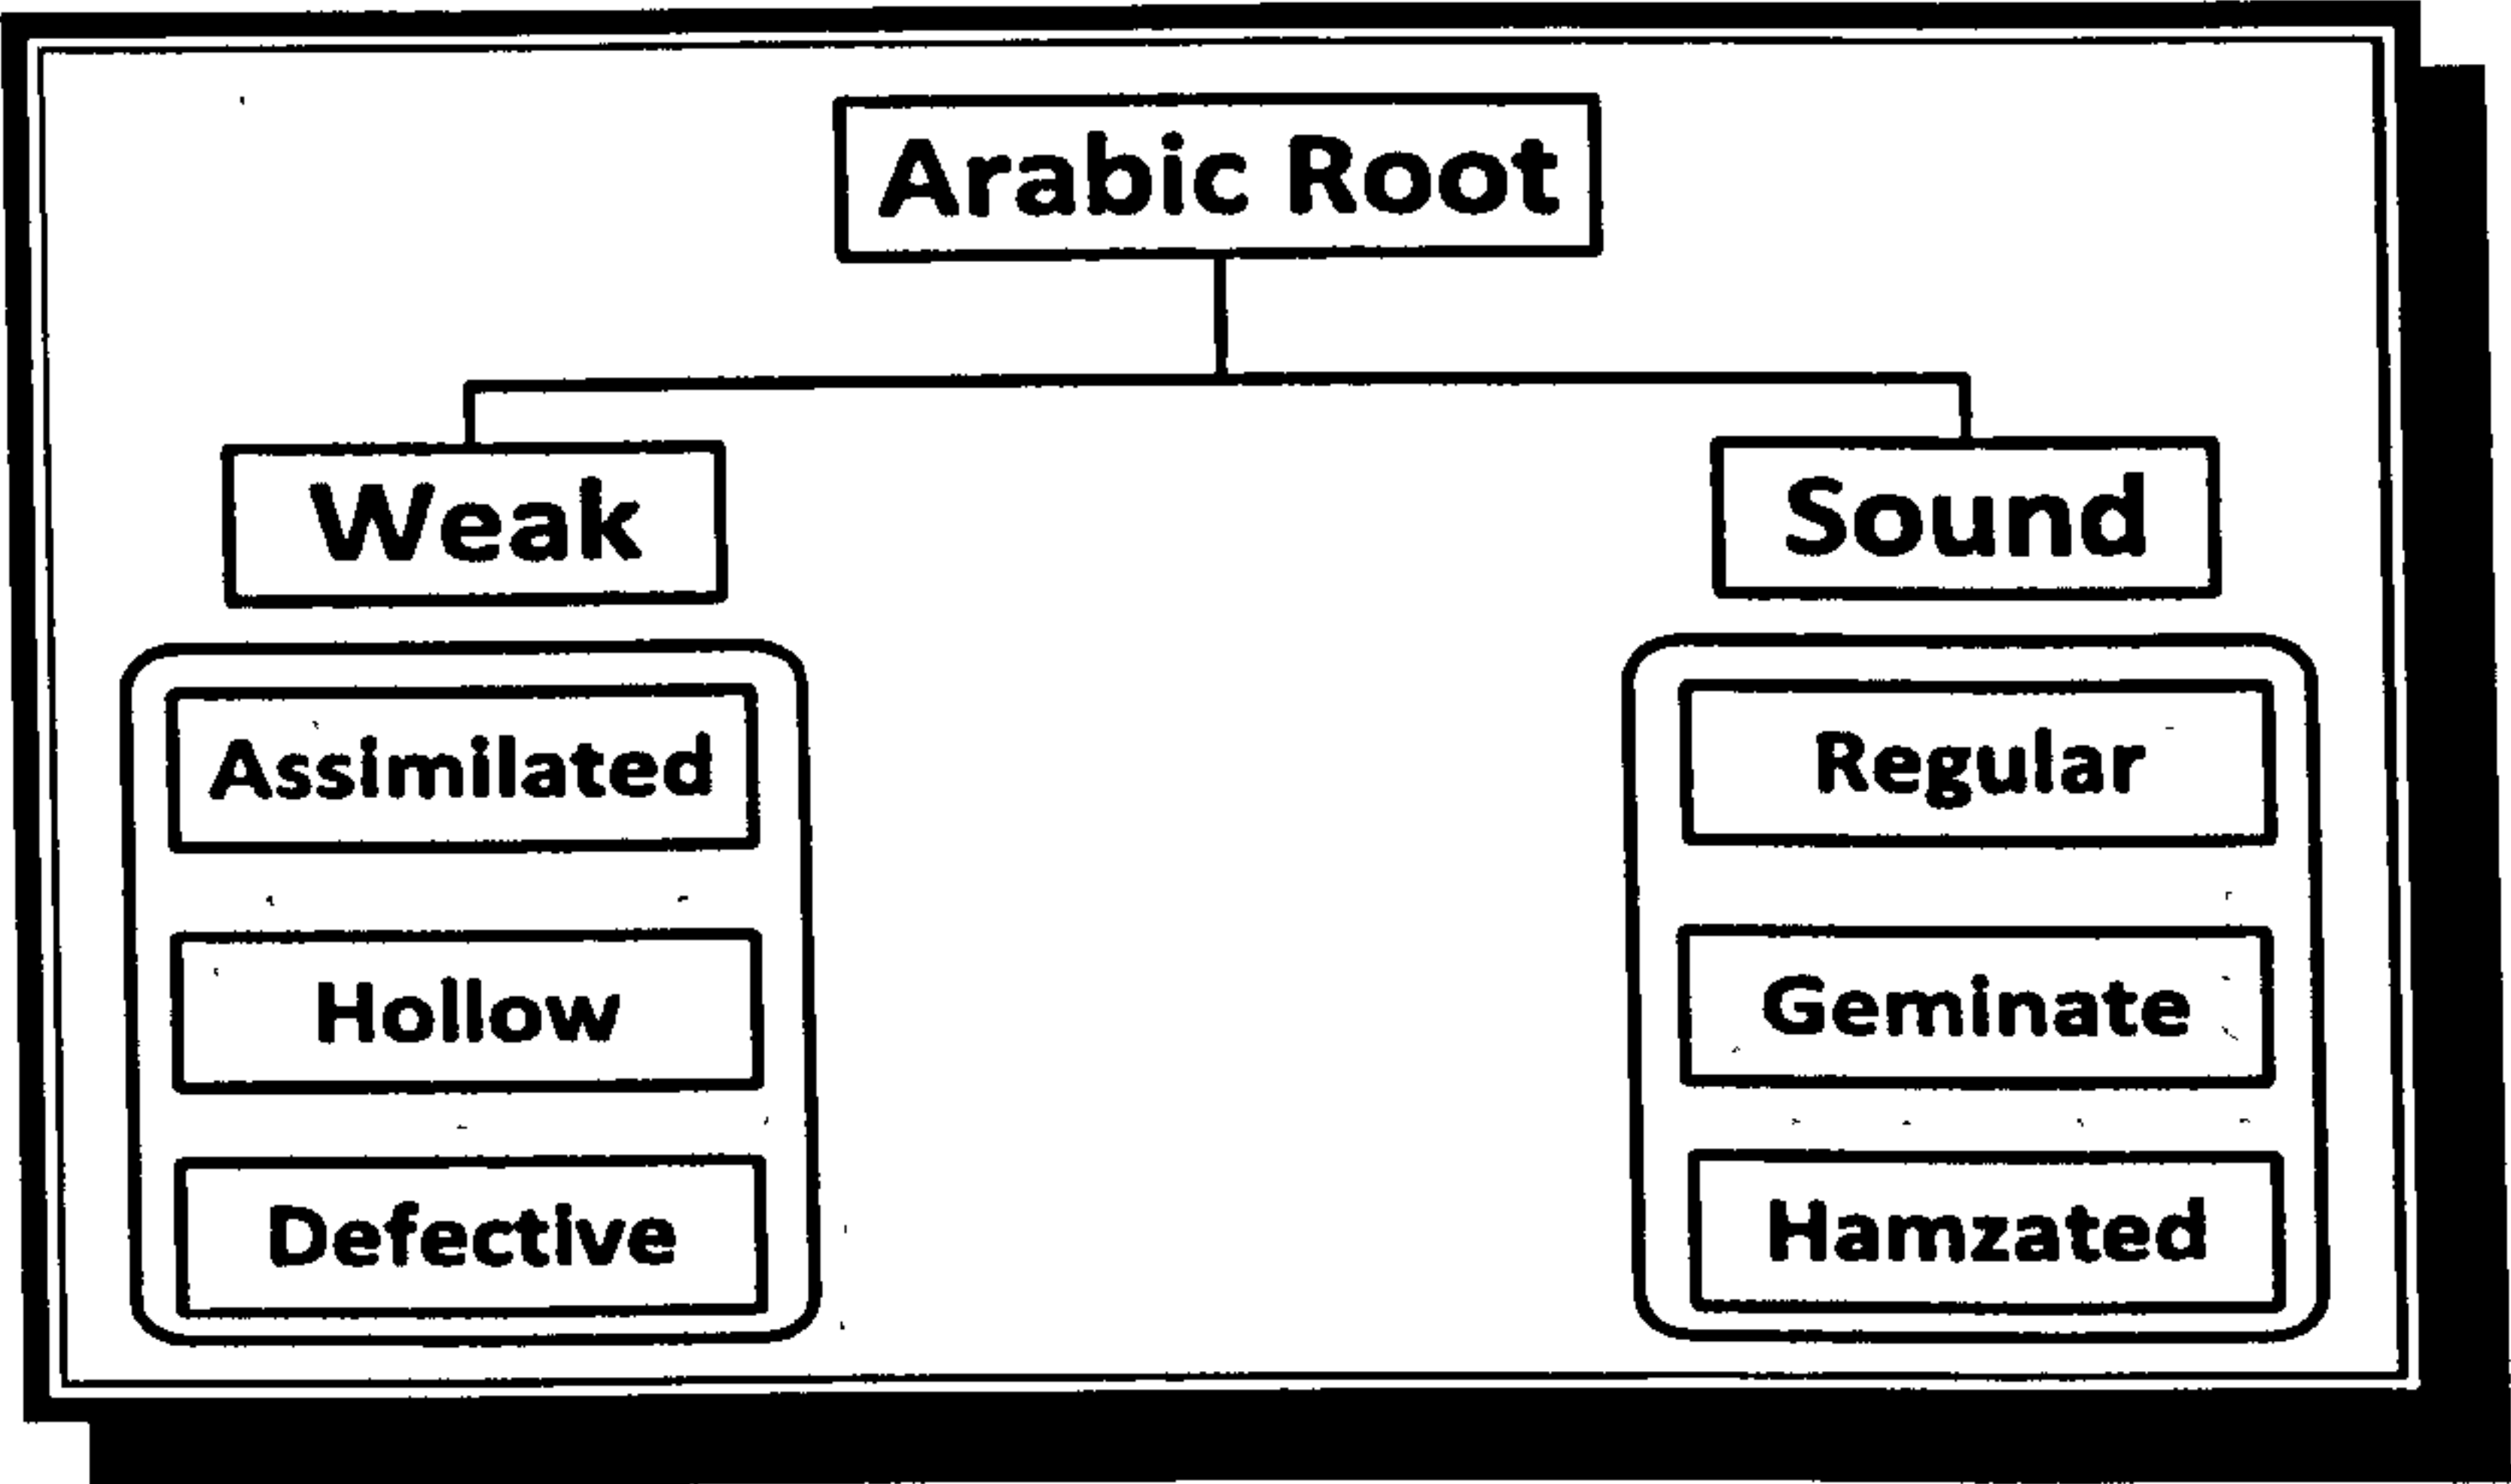 Arabic Root
Weak
Sound
Assimilated
Hollow
Defective
Regular
Geminate
Hamzated